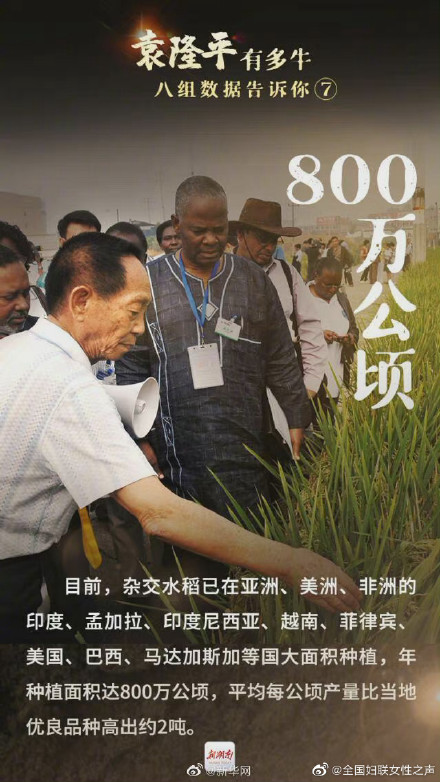 袁隆平有多牛
八组数据告诉你⑦
800
万公顷
目前，杂交水稻已在亚洲、美洲、非洲的
印度、孟加拉、印度尼西亚、越南、菲律宾、
美国、巴西、马达加斯加等国大面积种植，年
种植面积达800万公顷，平均每公顷产量比当地
优良品种高出约2吨。
新湖南
@新华网
@全国妇联女性之声